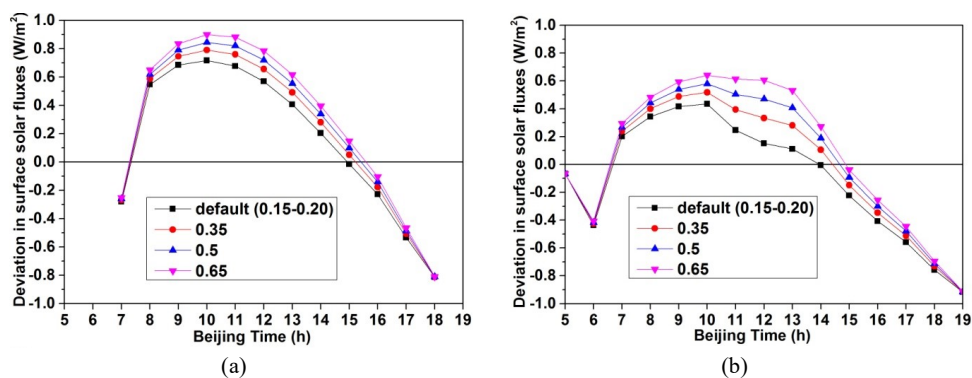 Deviation in surface solar fluxes (W/m²)
1.0
0.8
0.6
0.4
0.2
0.0
-0.2
-0.4
-0.6
-0.8
-1.0
default (0.15-0.20)
0.35
0.5
0.65
5 6 7 8 9 10 11 12 13 14 15 16 17 18 19
Beijing Time (h)
(a)
Deviation in surface solar fluxes (W/m²)
1.0
0.8
0.6
0.4
0.2
0.0
-0.2
-0.4
-0.6
-0.8
-1.0
default (0.15-0.20)
0.35
0.5
0.65
5 6 7 8 9 10 11 12 13 14 15 16 17 18 19
Beijing Time (h)
(b)